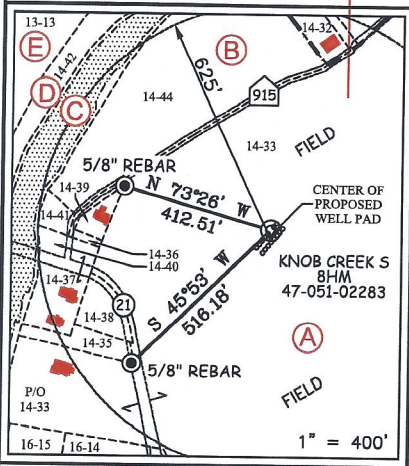 13-13
E
14-42
B
14-32
D
C
14-44
625'
915
14-33
FIELD
5/8" REBAR
14-39
N 73°26' W
412.51'
CENTER OF
PROPOSED
WELL PAD
14-41
14-36
14-40
KNOB CREEK S
8HM
47-051-02283
14-37
S 45°53' W
516.18'
21
14-38
A
14-35
5/8" REBAR
P/O
14-33
FIELD
16-15
16-14
1" = 400'